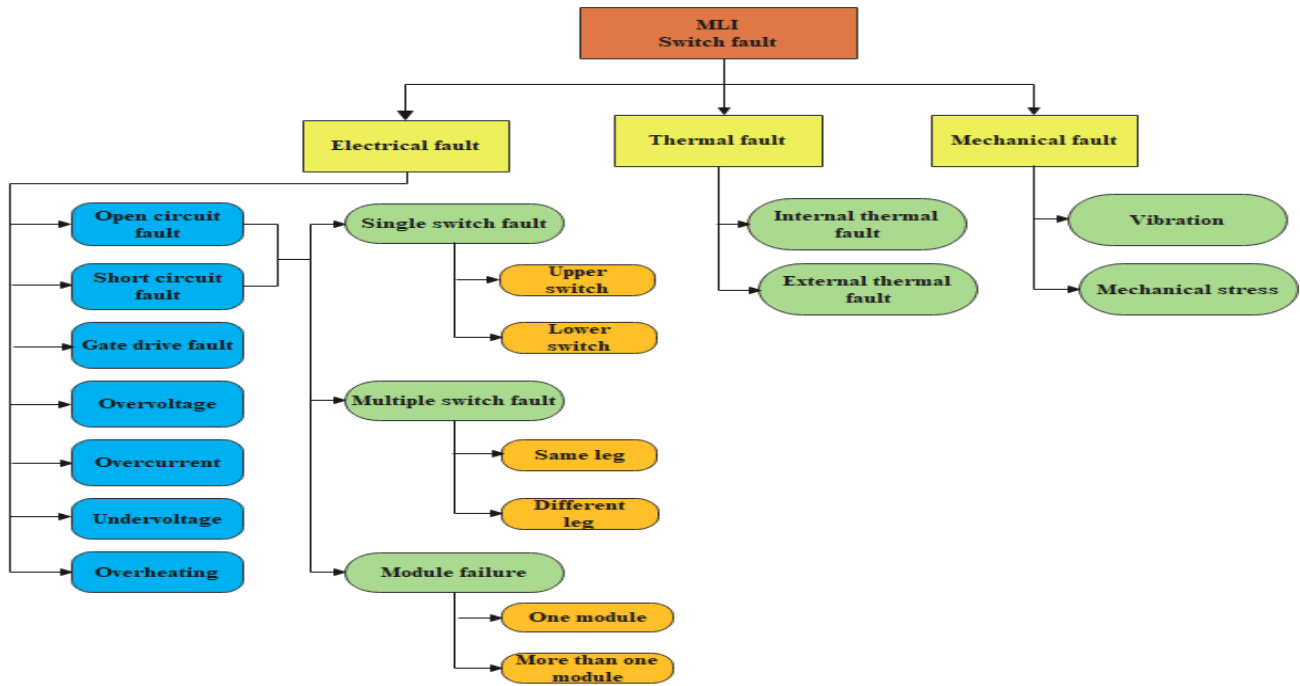 MLI
Switch fault
Electrical fault
Thermal fault
Mechanical fault
Open circuit
fault
Short circuit
fault
Gate drive fault
Overvoltage
Overcurrent
Undervoltage
Overheating
Single switch fault
Upper
switch
Lower
switch
Multiple switch fault
Same leg
Different
leg
Module failure
One module
More than one
module
Internal thermal
fault
External thermal
fault
Vibration
Mechanical stress